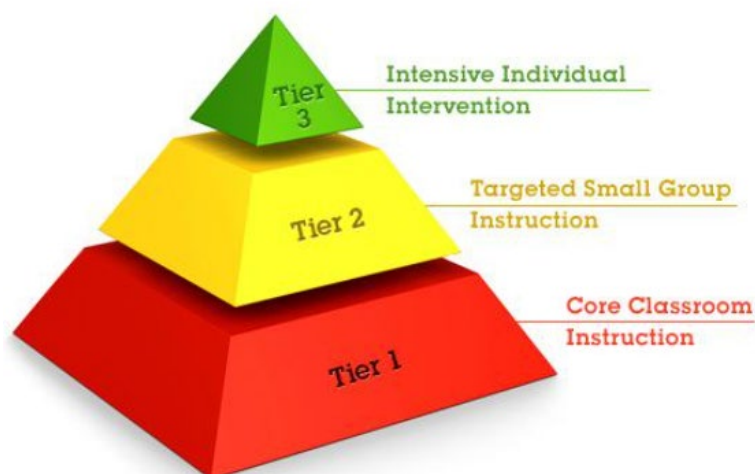 Tier
3
Intensive Individual
Intervention
Tier 2
Targeted Small Group
Instruction
Tier 1
Core Classroom
Instruction